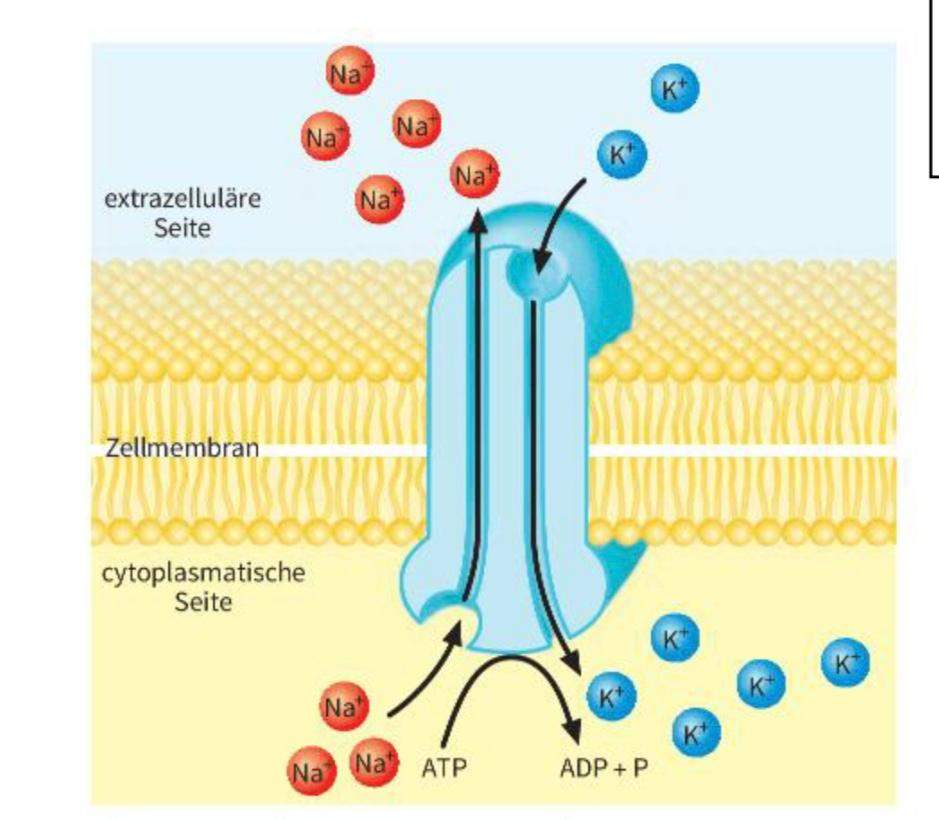 Na⁺
K⁺
Na⁺
Na⁺
K⁺
Na⁺
Na⁺
extrazelluläre
Seite
Zellmembran
cytoplasmatische
Seite
K⁺
K⁺
K⁺
K⁺
Na⁺
K⁺
Na⁺
Na⁺
ATP
ADP + P